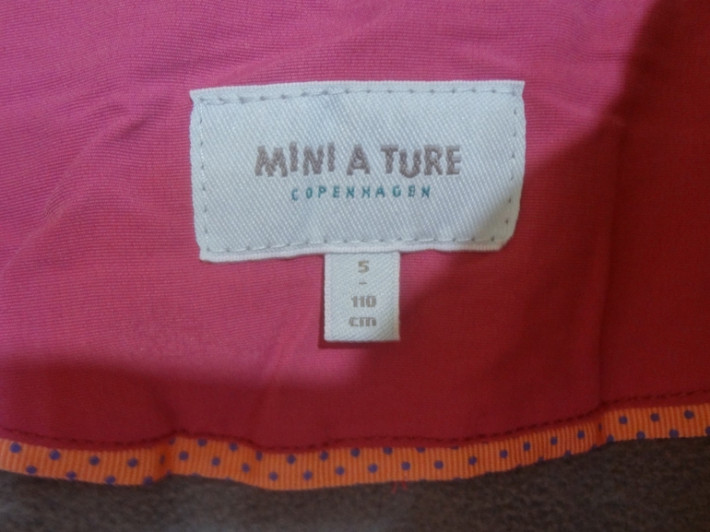 MINI A TURE
COPENHAGEN
5
-
110
cm